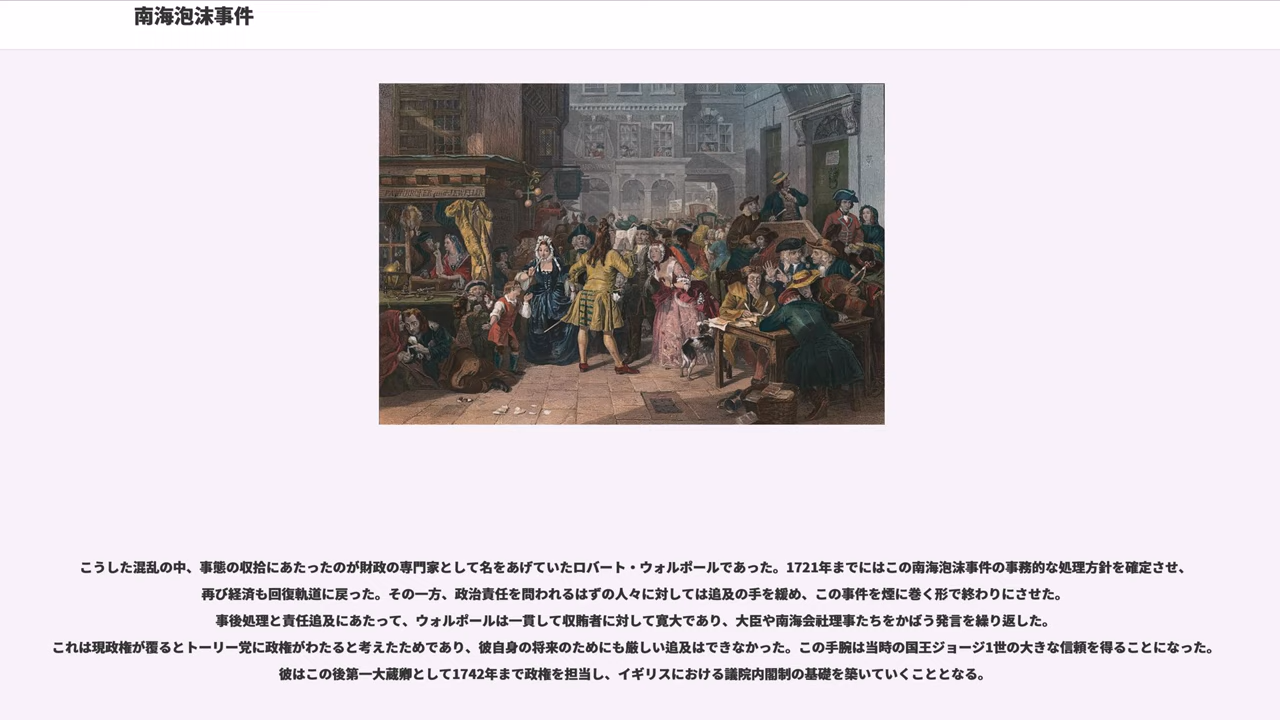 南海泡沫事件
こうした混乱の中、事態の収拾にあたったのが財政の専門家として名をあげていたロバート・ウォルポールであった。1721年までにはこの南海泡沫事件の事務的な処理方針を確定させ、
再び経済も回復軌道に戻った。その一方、政治責任を問われるはずの人々に対しては追及の手を緩め、この事件を煙に巻く形で終わりにさせた。
事後処理と責任追及にあたって、ウォルポールは一貫して収賄者に対して寛大であり、大臣や南海会社理事たちをかばう発言を繰り返した。
これは現政権が覆るとトーリー党に政権がわたると考えたためであり、彼自身の将来のためにも厳しい追及はできなかった。この手腕は当時の国王ジョージ1世の大きな信頼を得ることになった。
彼はこの後第一大蔵卿として1742年まで政権を担当し、イギリスにおける議院内閣制の基礎を築いていくこととなる。